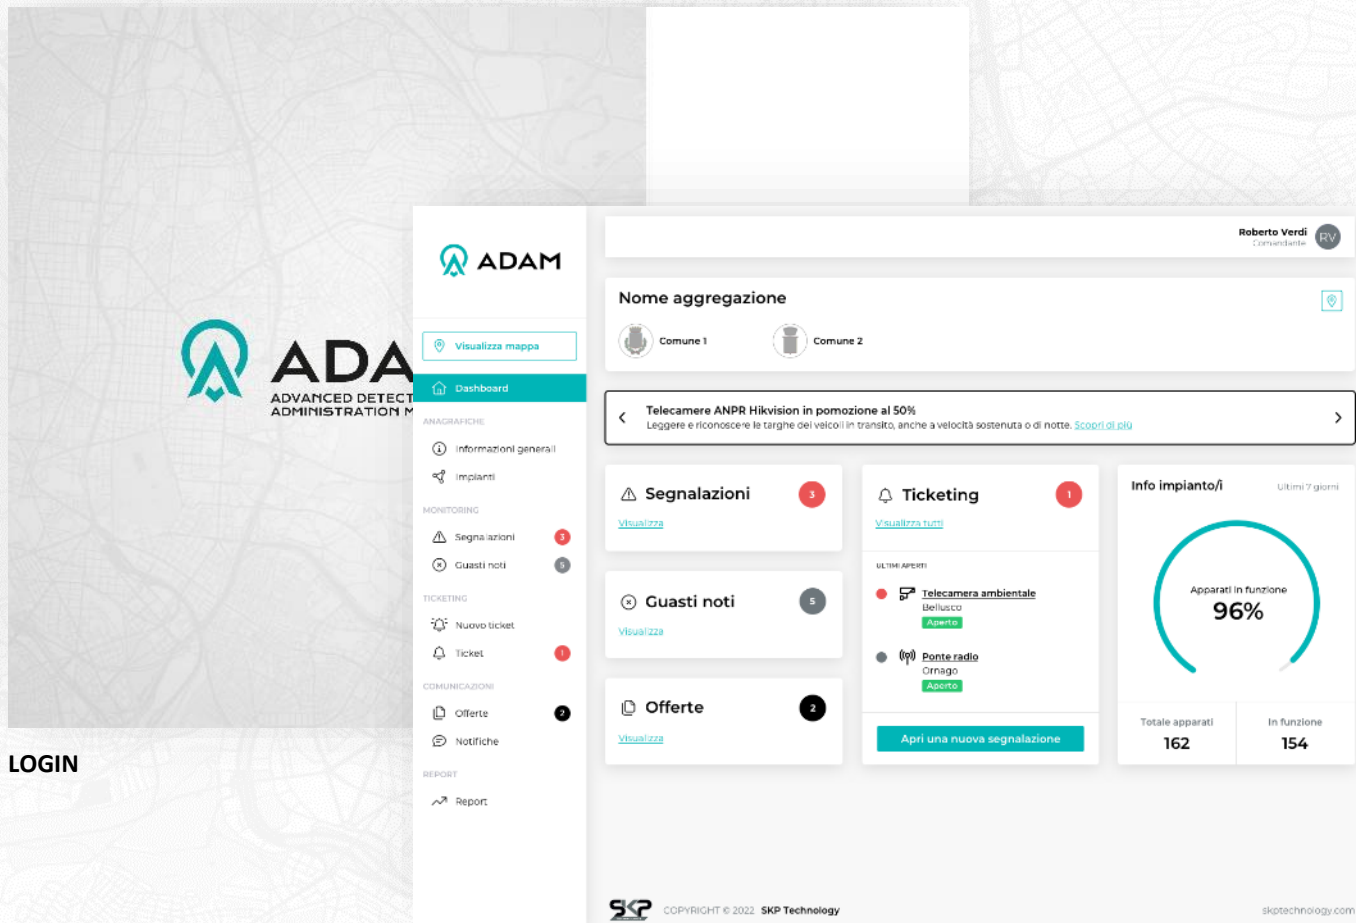 ADA
ADVANCED DETECT
ADMINISTRATION M
LOGIN
ADAM
Visualizza mappa
Dashboard
ANAGRAFICHE
Informazioni generali
Impianti
MONITORING
Segnalazioni 3
Guasti noti 5
TICKETING
Nuovo ticket
Ticket 1
COMUNICAZIONI
Offerte 2
Notifiche
REPORT
Report
Roberto Verdi
Comandante
RV
Nome aggregazione
Comune 1
Comune 2
Telecamere ANPR Hikvision in pomozione al 50%
Leggere e riconoscere le targhe dei veicoli in transito, anche a velocità sostenuta o di notte. Scopri di più
Segnalazioni 3
Visualizza
Guasti noti 5
Visualizza
Offerte 2
Visualizza
Ticketing 1
Visualizza tutti
ULTIMI APERTI
Telecamera ambientale
Bellusco
Aperto
Ponte radio
Ornago
Aperto
Apri una nuova segnalazione
Info impianto/i
Ultimi 7 giorni
Apparati in funzione
96%
Totale apparati
162
In funzione
154
SKP
COPYRIGHT © 2022 SKP Technology
skptechnology.com